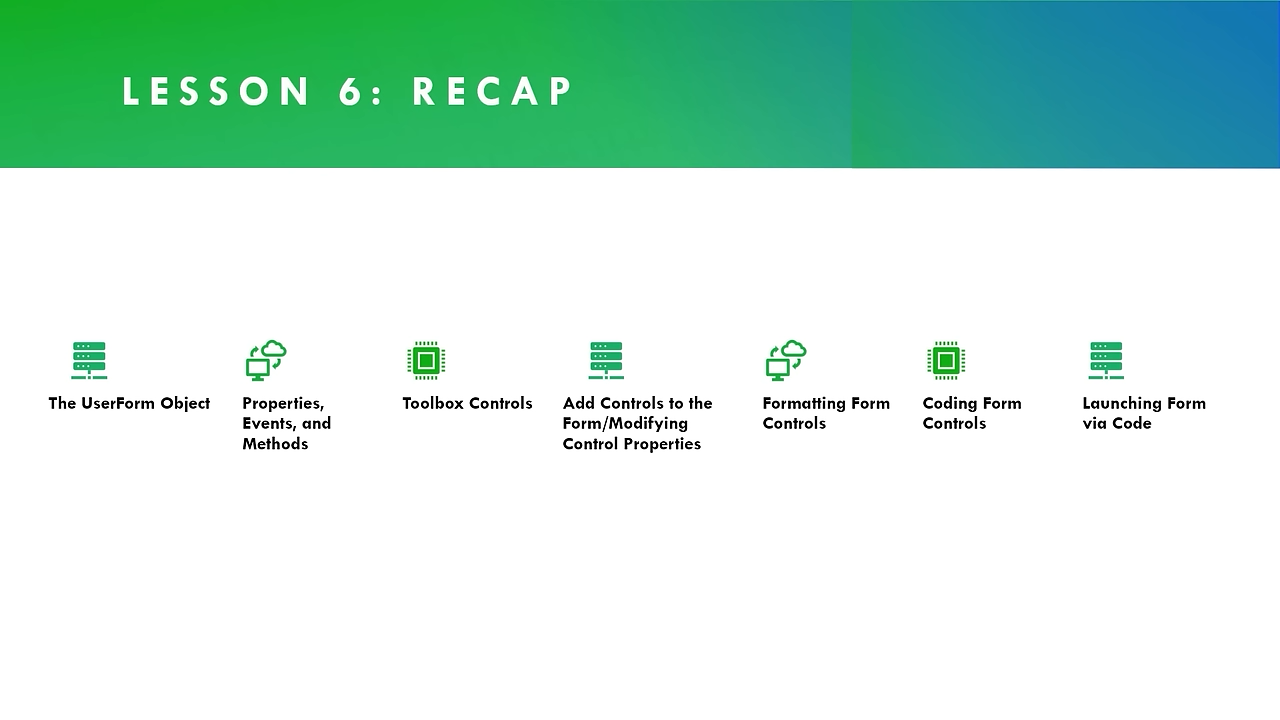 LESSON 6: RECAP
The UserForm Object
Properties,
Events, and
Methods
Toolbox Controls
Add Controls to the
Form/Modifying
Control Properties
Formatting Form
Controls
Coding Form
Controls
Launching Form
via Code